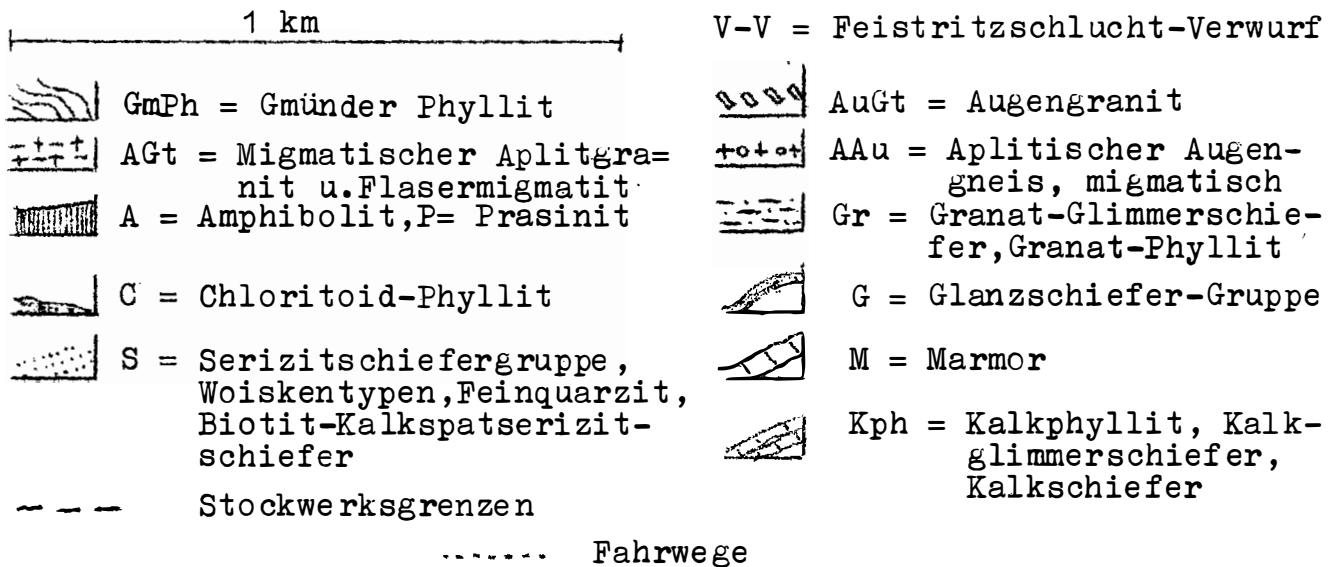 1 km
GmPh = Gmünder Phyllit
AGt = Migmatischer Aplitgra=
nit u.Flasermigmatit
A = Amphibolit,P= Prasinit
C = Chloritoid-Phyllit
S = Serizitschiefergruppe,
Woiskentypen,Feinquarzit,
Biotit-Kalkspatserizit-
schiefer
Stockwerksgrenzen
V-V = Feistritzschlucht-Verwurf
AuGt = Augengranit
AAu = Aplitischer Augen-
gneis, migmatisch
Gr = Granat-Glimmerschie-
fer,Granat-Phyllit
G = Glanzschiefer-Gruppe
M = Marmor
Kph = Kalkphyllit, Kalk-
glimmerschiefer,
Kalkschiefer
Fahrwege